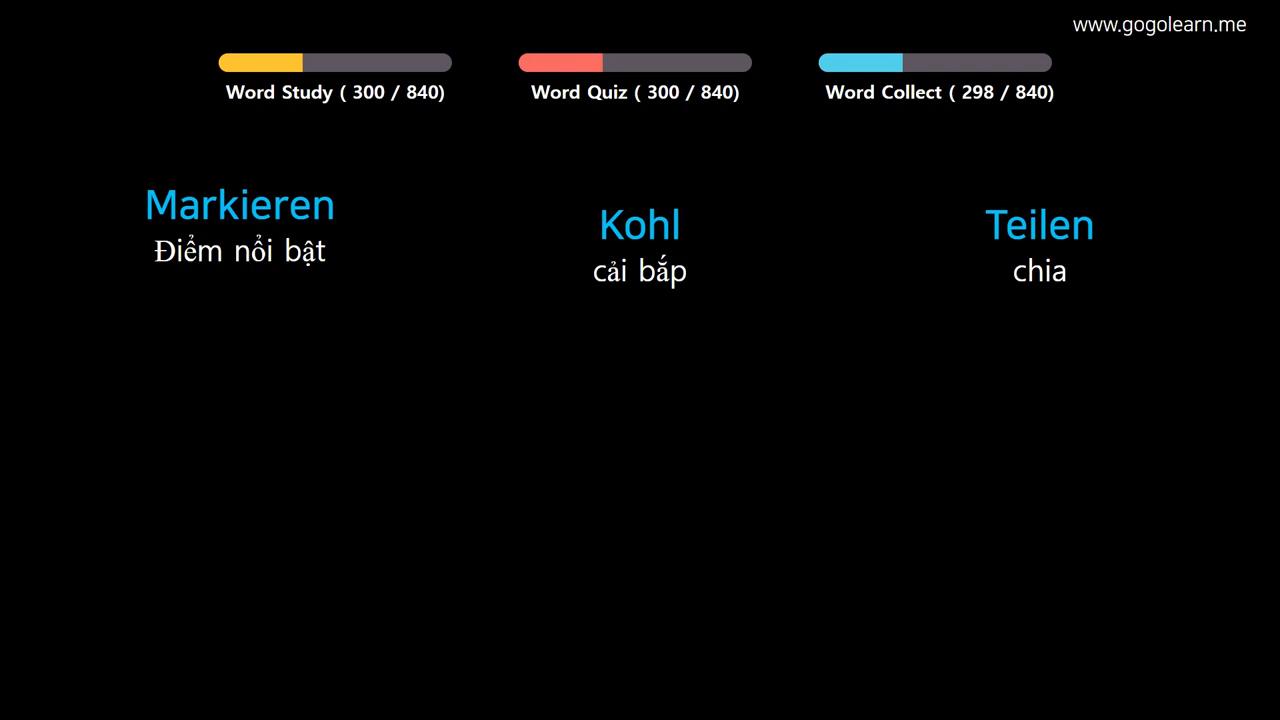 www.gogolearn.me
Word Study ( 300 / 840)
Word Quiz ( 300 / 840)
Word Collect ( 298 / 840)
Markieren
Điểm nổi bật
Kohl
cải bắp
Teilen
chia